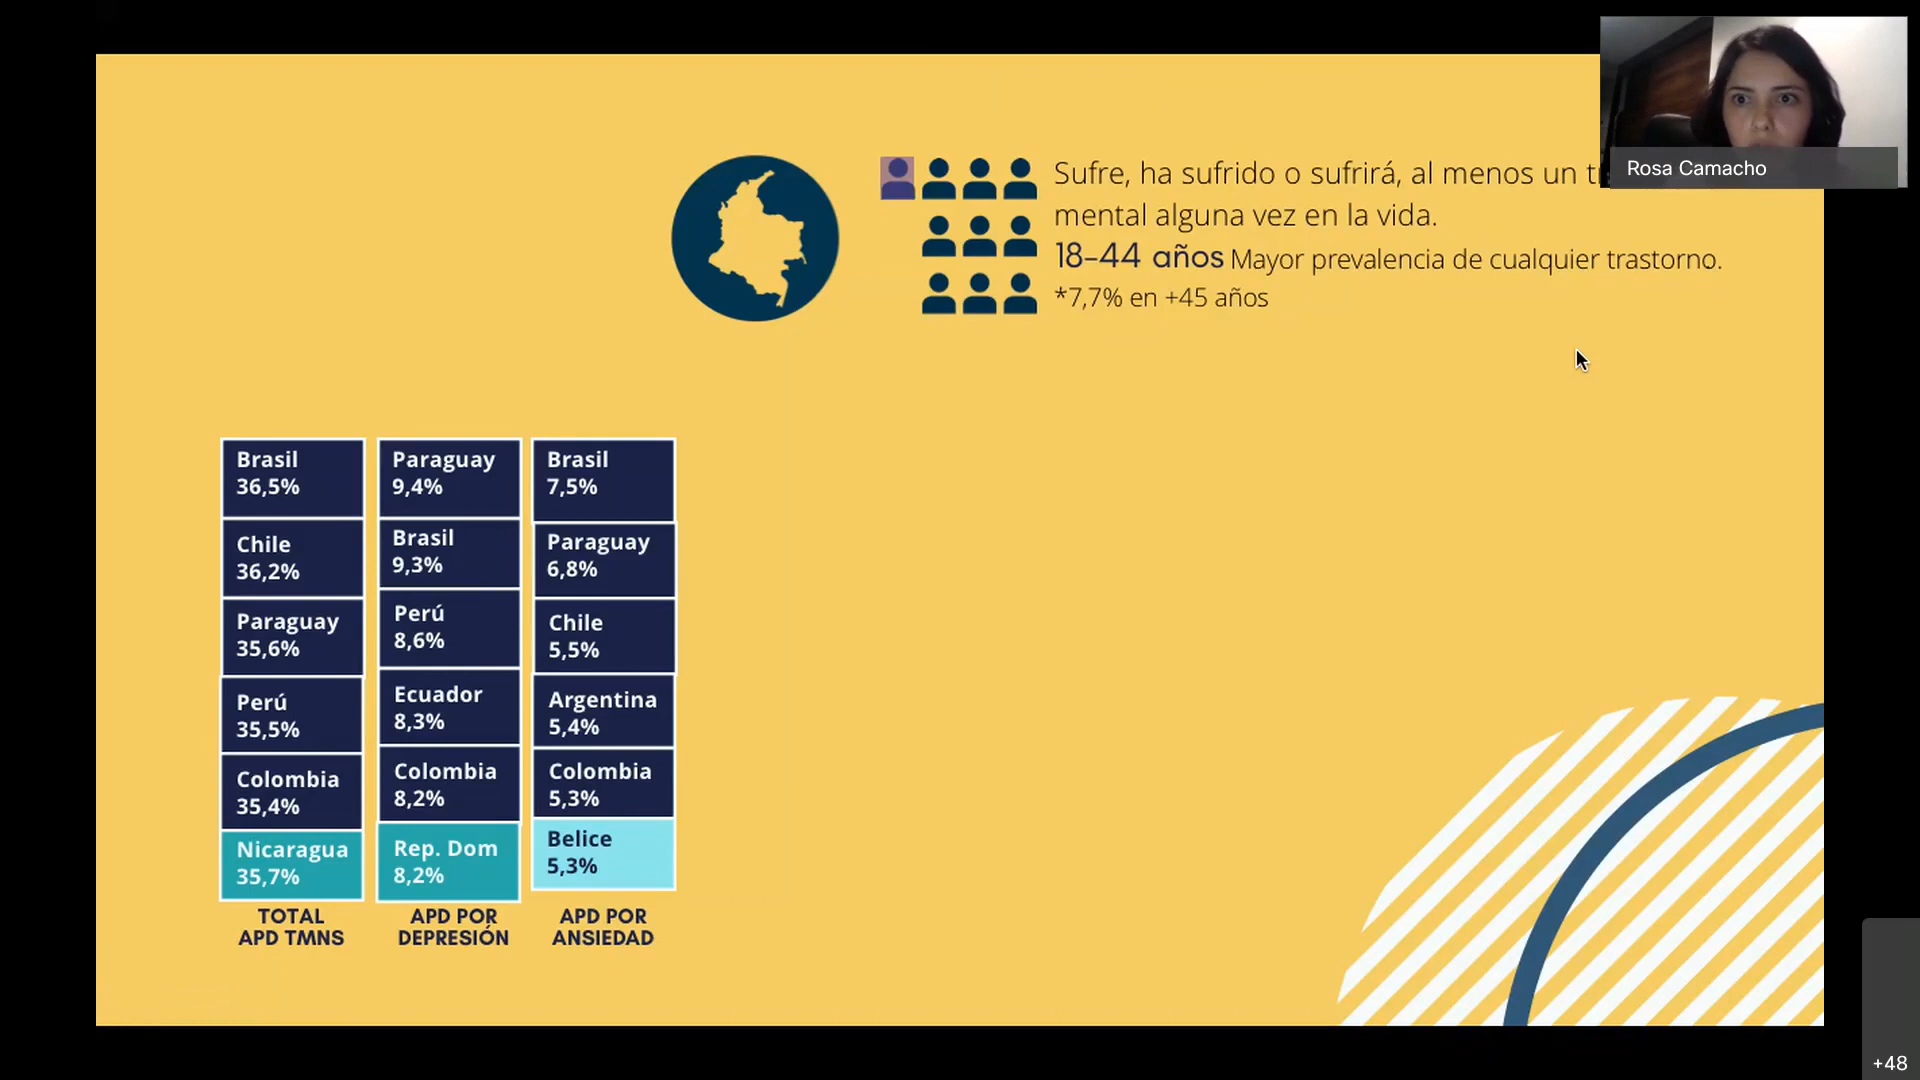 Rosa Camacho
Sufre, ha sufrido o sufrirá, al menos un
mental alguna vez en la vida.
18-44 años Mayor prevalencia de cualquier trastorno.
*7,7% en +45 años
Brasil
36,5%
Chile
36,2%
Paraguay
35,6%
Perú
35,5%
Colombia
35,4%
Nicaragua
35,7%
TOTAL
APD TMNS
Paraguay
9,4%
Brasil
9,3%
Perú
8,6%
Ecuador
8,3%
Colombia
8,2%
Rep. Dom
8,2%
APD POR
DEPRESIÓN
Brasil
7,5%
Paraguay
6,8%
Chile
5,5%
Argentina
5,4%
Colombia
5,3%
Belice
5,3%
APD POR
ANSIEDAD
+48